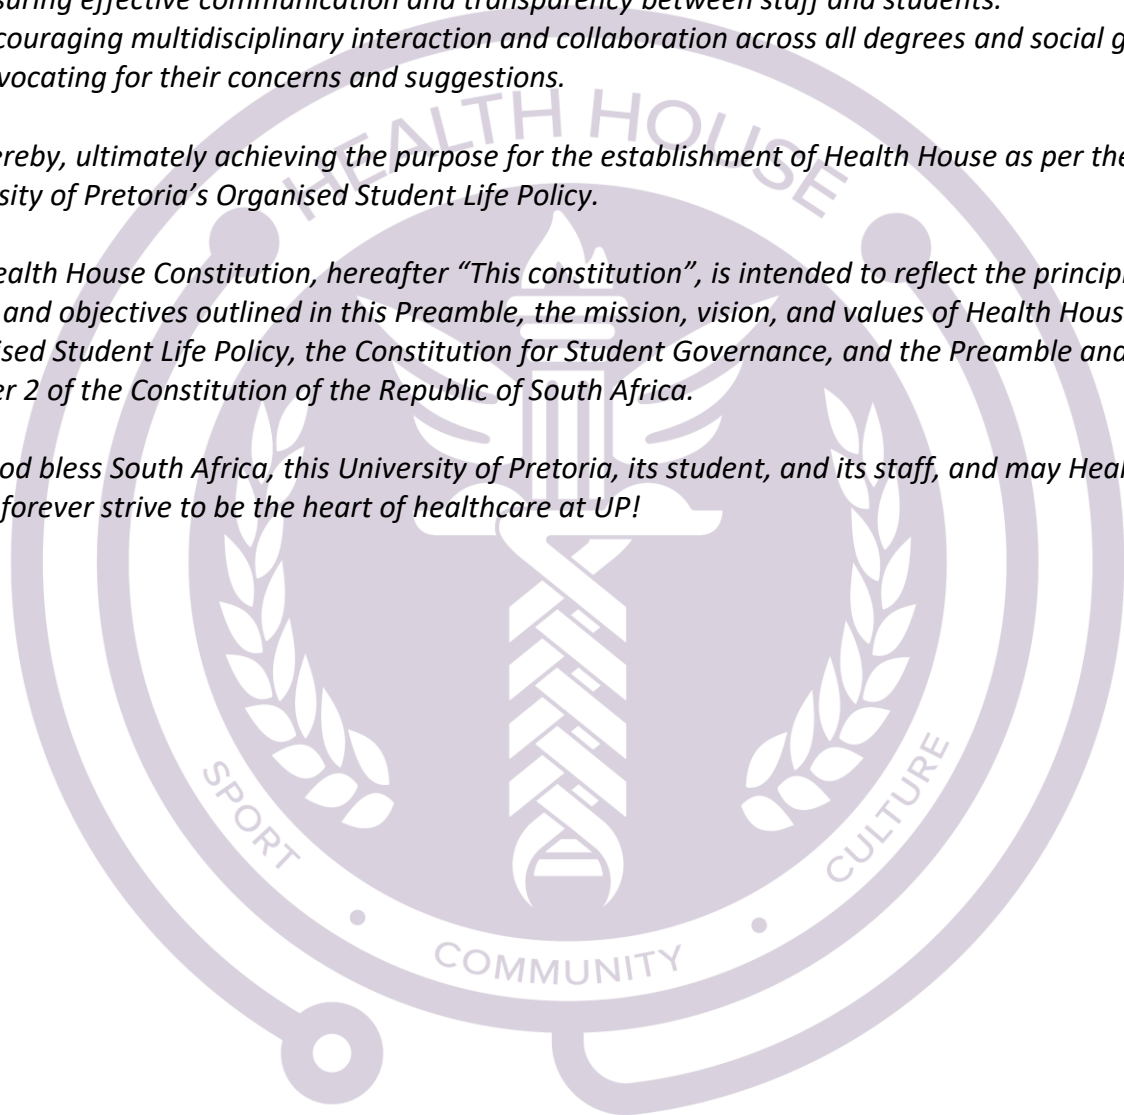 suring effective communication and transparency between staff and students.
couraging multidisciplinary interaction and collaboration across all degrees and social g
vocating for their concerns and suggestions.
ereby, ultimately achieving the purpose for the establishment of Health House as per the
sity of Pretoria's Organised Student Life Policy.
ealth House Constitution, hereafter “This constitution”, is intended to reflect the principl
and objectives outlined in this Preamble, the mission, vision, and values of Health Hous
ised Student Life Policy, the Constitution for Student Governance, and the Preamble and
er 2 of the Constitution of the Republic of South Africa.
od bless South Africa, this University of Pretoria, its student, and its staff, and may Heal
forever strive to be the heart of healthcare at UP!
HEALTH HOUSE
SPORT • COMMUNITY • CULTURE